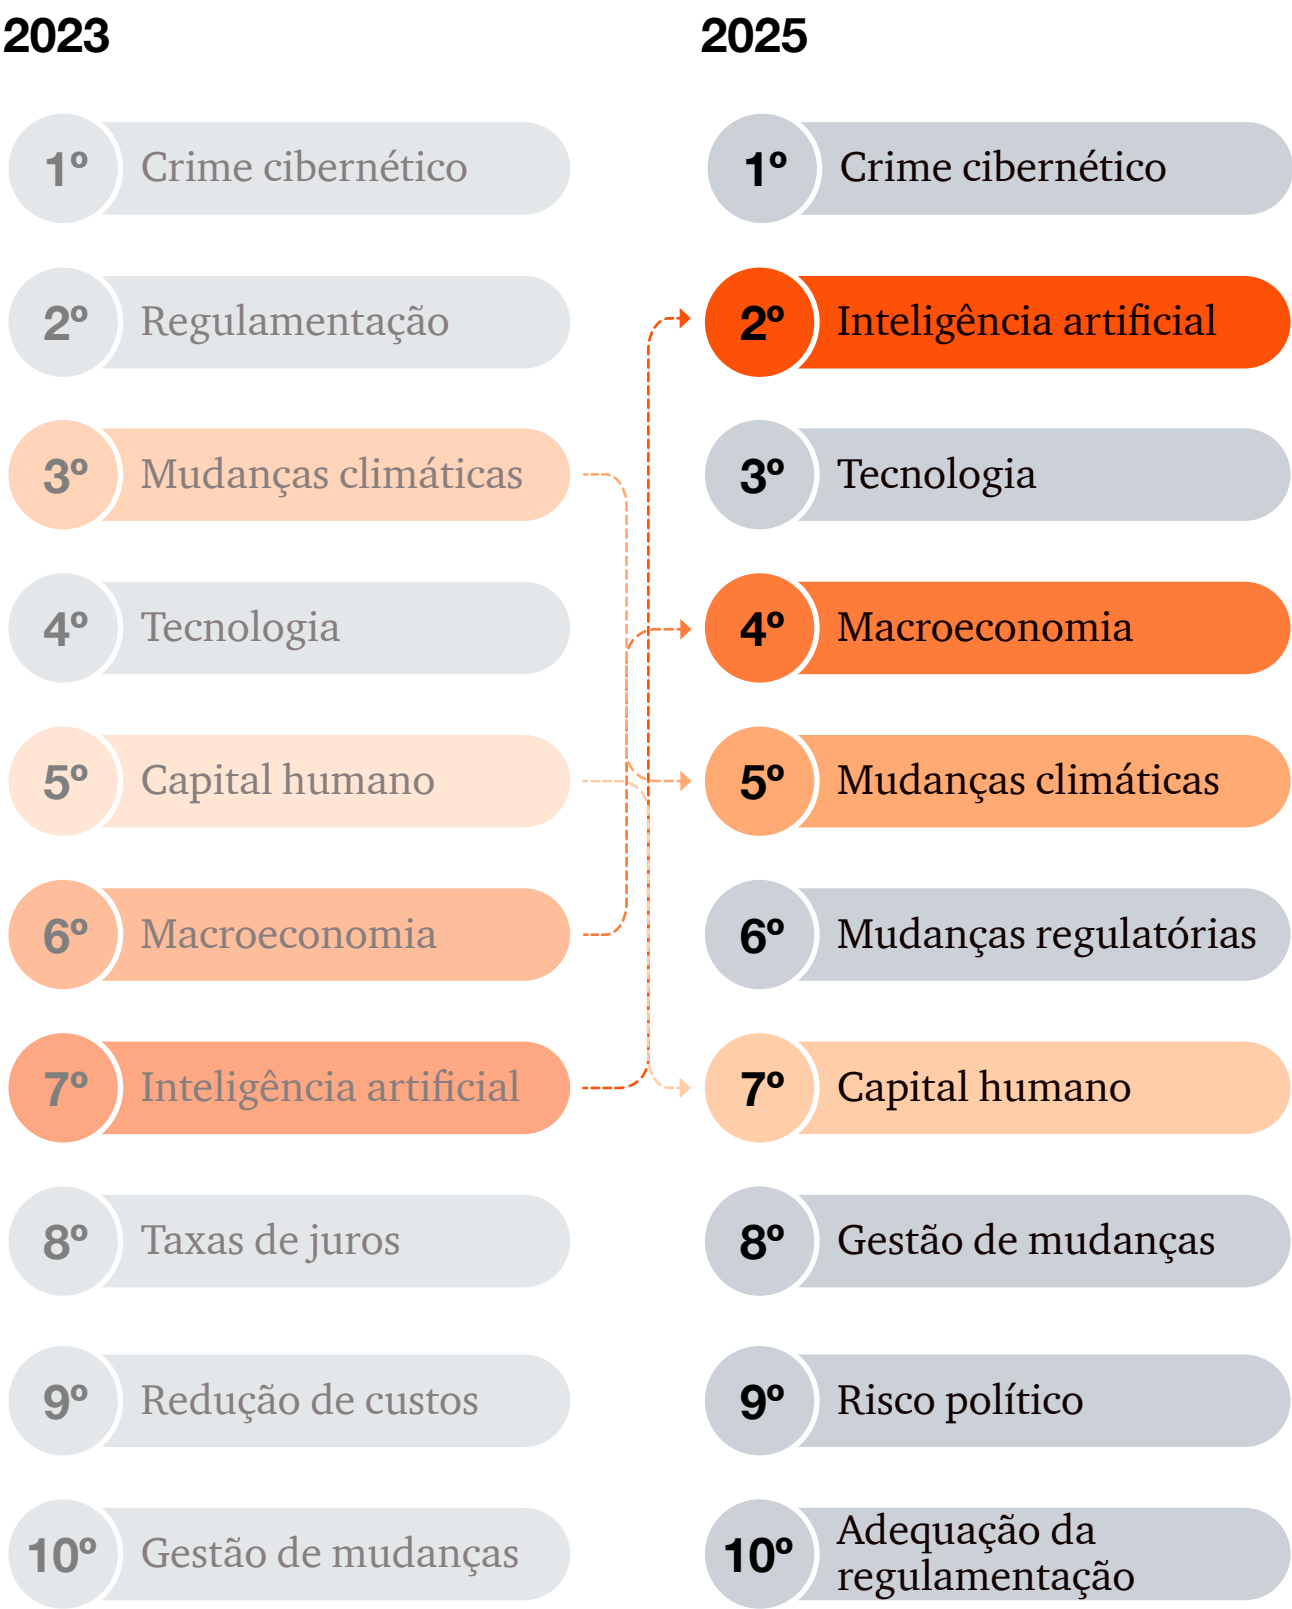 2023
1º Crime cibernético
2º Regulamentação
3º Mudanças climáticas
4º Tecnologia
5º Capital humano
6º Macroeconomia
7º Inteligência artificial
8º Taxas de juros
9º Redução de custos
10º Gestão de mudanças
2025
1º Crime cibernético
2º Inteligência artificial
3º Tecnologia
4º Macroeconomia
5º Mudanças climáticas
6º Mudanças regulatórias
7º Capital humano
8º Gestão de mudanças
9º Risco político
10º Adequação da
regulamentação